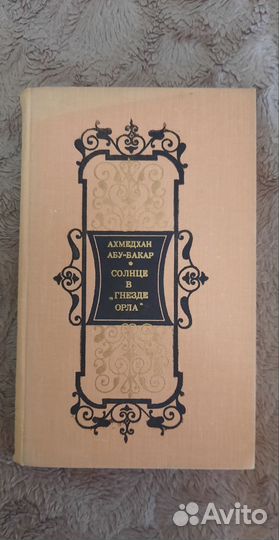 АХМЕДХАН
АБУ-БАКАР
*
СОЛНЦЕ
В
„ГНЕЗДЕ
ОРЛА"
Avito